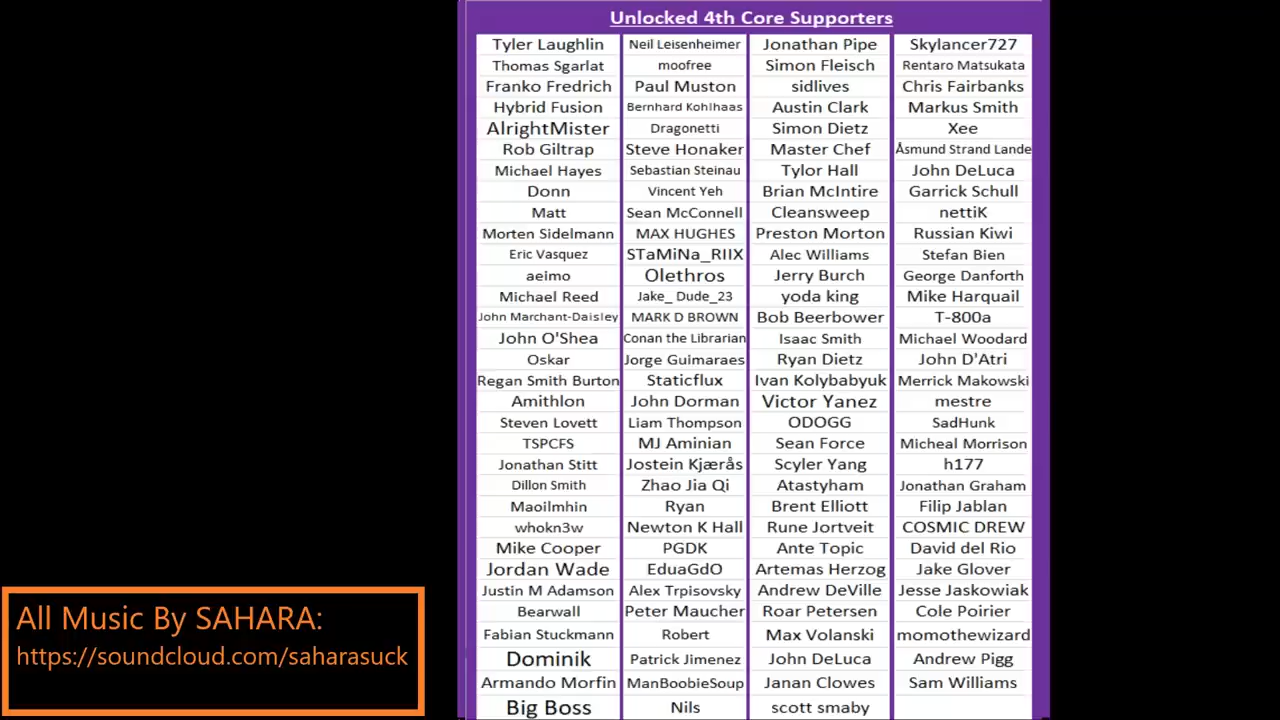 Unlocked 4th Core Supporters
Tyler Laughlin Neil Leisenheimer Jonathan Pipe Skylancer727
Thomas Sgarlat moofree Simon Fleisch Rentaro Matsukata
Franko Fredrich Paul Muston sidlives Chris Fairbanks
Hybrid Fusion Bernhard Kohlhaas Austin Clark Markus Smith
AlrightMister Dragonetti Simon Dietz Xee
Rob Giltrap Steve Honaker Master Chef Åsmund Strand Lande
Michael Hayes Sebastian Steinau Tylor Hall John DeLuca
Donn Vincent Yeh Brian McIntire Garrick Schull
Matt Sean McConnell Cleansweep nettiK
Morten Sidelmann MAX HUGHES Preston Morton Russian Kiwi
Eric Vasquez STaMiNa_RIIX Alec Williams Stefan Bien
aeimo Olethros Jerry Burch George Danforth
Michael Reed Jake_ Dude_23 yoda king Mike Harquail
John Marchant-Daisley MARK D BROWN Bob Beerbower T-800a
John O'Shea Conan the Librarian Isaac Smith Michael Woodard
Oskar Jorge Guimaraes Ryan Dietz John D'Atri
Regan Smith Burton Staticflux Ivan Kolybabyuk Merrick Makowski
Amithlon John Dorman Victor Yanez mestre
Steven Lovett Liam Thompson ODOGG SadHunk
TSPCFS MJ Aminian Sean Force Micheal Morrison
Jonathan Stitt Jostein Kjærås Scyler Yang h177
Dillon Smith Zhao Jia Qi Atastyham Jonathan Graham
Maoilmhin Ryan Brent Elliott Filip Jablan
whokn3w Newton K Hall Rune Jortveit COSMIC DREW
Mike Cooper PGDK Ante Topic David del Rio
Jordan Wade EduaGdO Artemas Herzog Jake Glover
Justin M Adamson Alex Trpisovsky Andrew DeVille Jesse Jaskowiak
Bearwall Peter Maucher Roar Petersen Cole Poirier
Fabian Stuckmann Robert Max Volanski momothewizard
Dominik Patrick Jimenez John DeLuca Andrew Pigg
Armando Morfin ManBoobieSoup Janan Clowes Sam Williams
Big Boss Nils scott smaby
All Music By SAHARA:
https://soundcloud.com/saharasuck